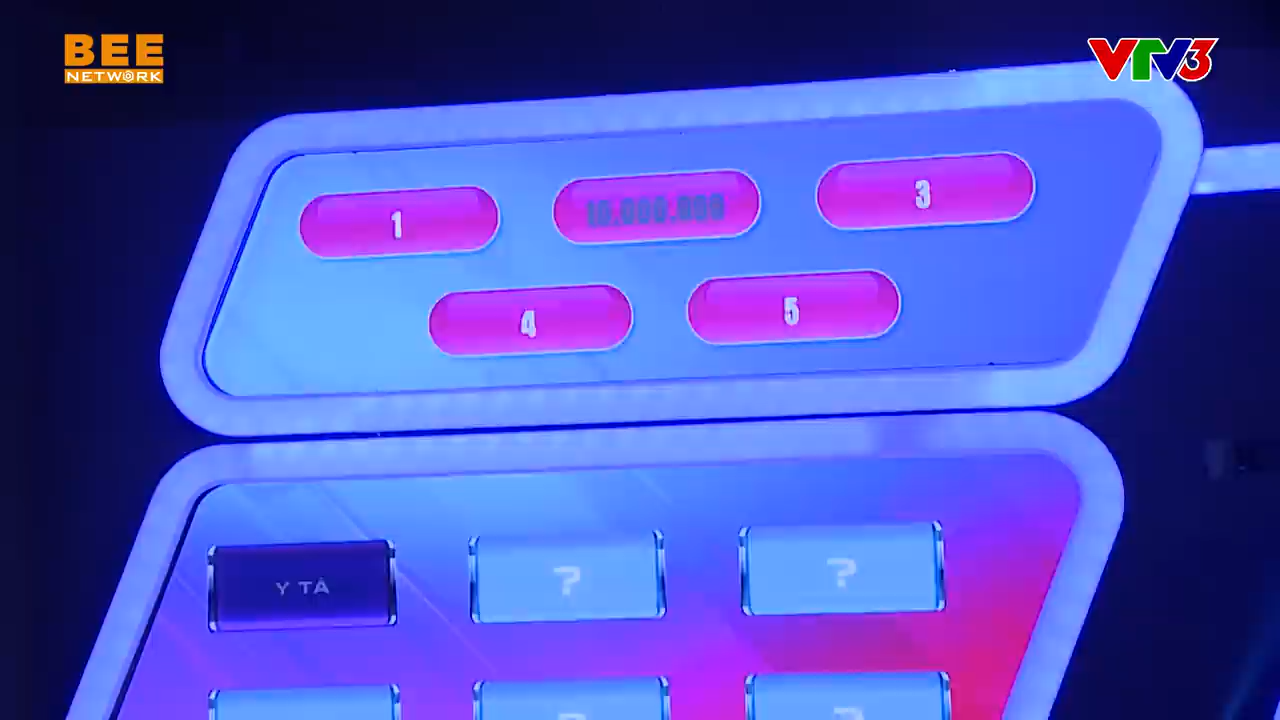 BEE
NETWORK
VTV3
1
10.000.000
3
4
5
Y TÁ
?
?
?
?